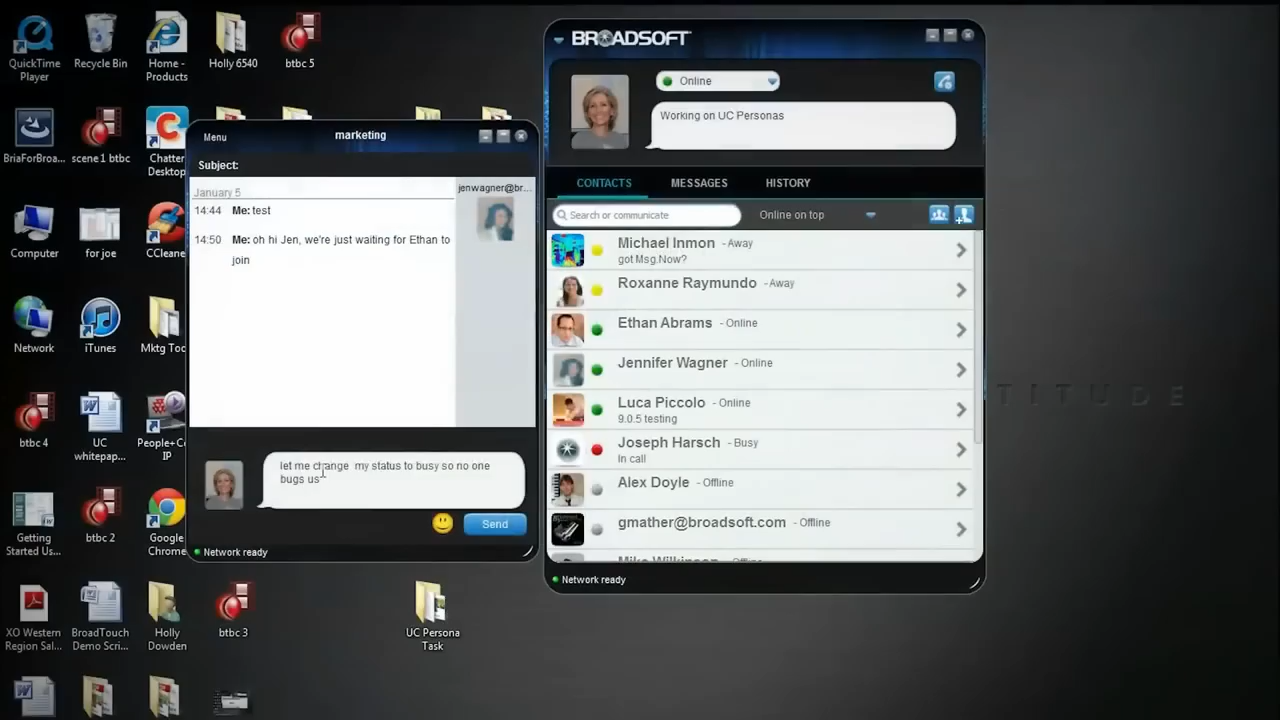 QuickTime
Player
Recycle Bin
Home -
Products
Holly 6540
btbc 5
BriaForBroa...
scene 1 btbc
Chatter
Desktop
Computer
for joe
CCleane
Network
iTunes
Mktg Too
btbc 4
UC
whitepap...
People+Co
IP
Getting
Started Us...
btbc 2
Google
Chrome
XO Western
Region Sal...
BroadTouch
Demo Scri...
Holly
Dowden
btbc 3
UC Persona
Task
Menu
marketing
Subject:
January 5
14:44 Me: test
14:50 Me: oh hi Jen, we're just waiting for Ethan to
join
jenwagner@br...
let me change my status to busy so no one
bugs us
Send
Network ready
BROADSOFT
Online
Working on UC Personas
CONTACTS MESSAGES HISTORY
Search or communicate
Online on top
Michael Inmon - Away
got Msg.Now?
Roxanne Raymundo - Away
Ethan Abrams - Online
Jennifer Wagner - Online
Luca Piccolo - Online
9.0.5 testing
Joseph Harsch - Busy
In call
Alex Doyle - Offline
gmather@broadsoft.com - Offline
Mike Wilkinson - Offline
Network ready
TITUDE